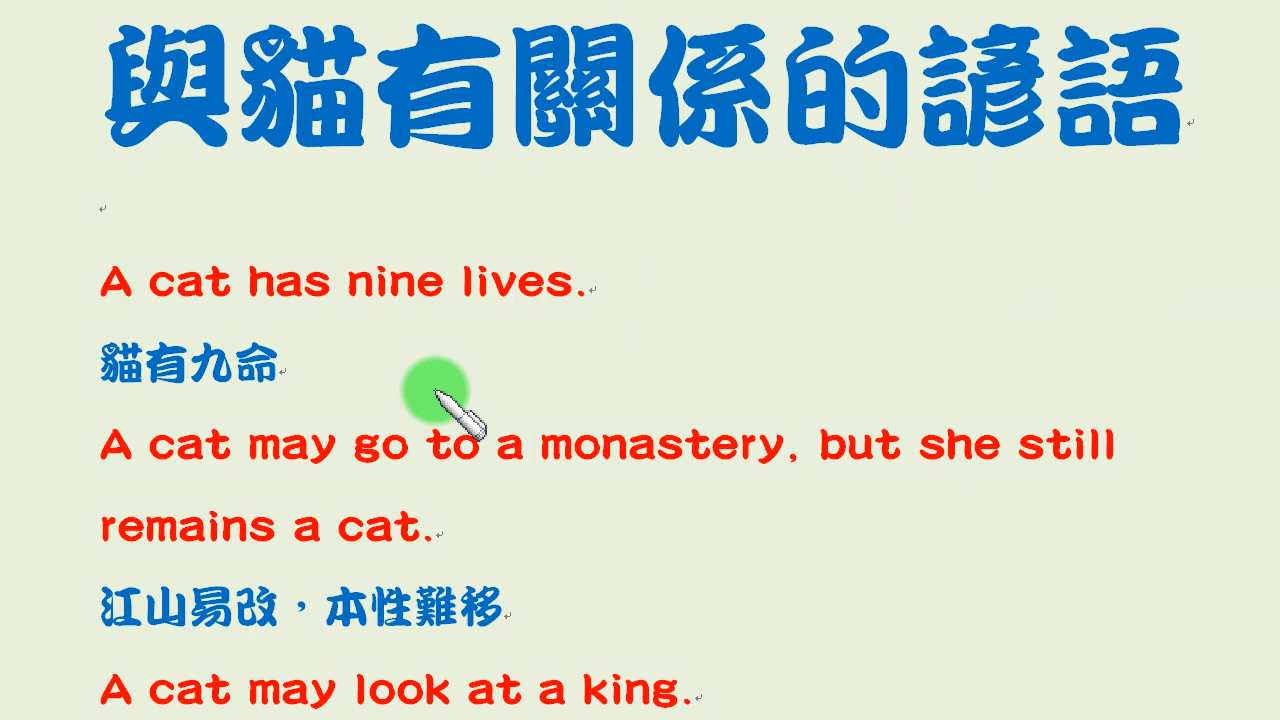 與貓有關係的諺語
A cat has nine lives.
貓有九命
A cat may go to a monastery, but she still
remains a cat.
江山易改，本性難移
A cat may look at a king.